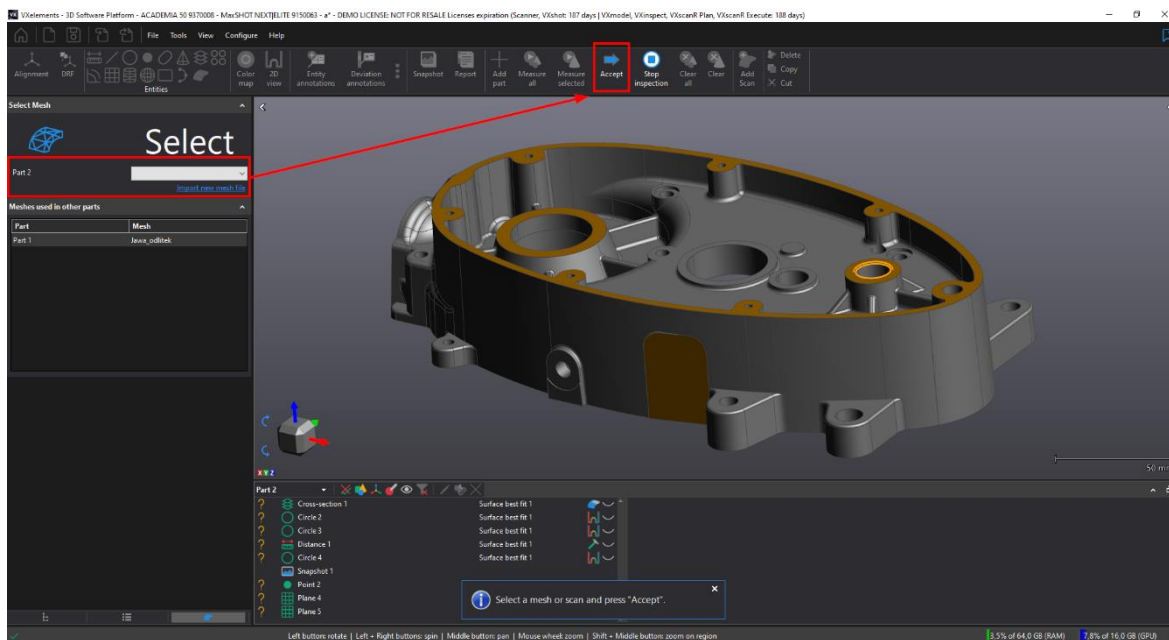 VX VXelements - 3D Software Platform - ACADEMIA 50 9370008 - MaxSHOT NEXT|ELITE 9150063 - a* - DEMO LICENSE: NOT FOR RESALE Licenses expiration (Scanner, VXshot: 187 days | VXmodel, VXinspect, VXscanR Plan, VXscanR Execute: 188 days)
File Tools View Configure Help
Alignment
DRF
Entities
Color map
2D view
Entity annotations
Deviation annotations
Snapshot
Report
Add part
Measure all
Measure selected
Accept
Stop inspection
Clear all
Clear
Add Scan
Delete
Copy
Cut
Select Mesh
Select
Part 2
Import new mesh file
Meshes used in other parts
Part Mesh
Part 1 Jawa_odlitek
X Y Z
50 m
Part 2
? Cross-section 1 Surface best fit 1
? Circle 2 Surface best fit 1
? Circle 3 Surface best fit 1
? Distance 1 Surface best fit 1
? Circle 4 Surface best fit 1
Snapshot 1
? Point 2
? Plane 4
? Plane 5
Select a mesh or scan and press "Accept".
Left button: rotate | Left + Right buttons: spin | Middle button: pan | Mouse wheel: zoom | Shift + Middle button: zoom on region
3,5% of 64,0 GB (RAM) 7,8% of 16,0 GB (GPU)